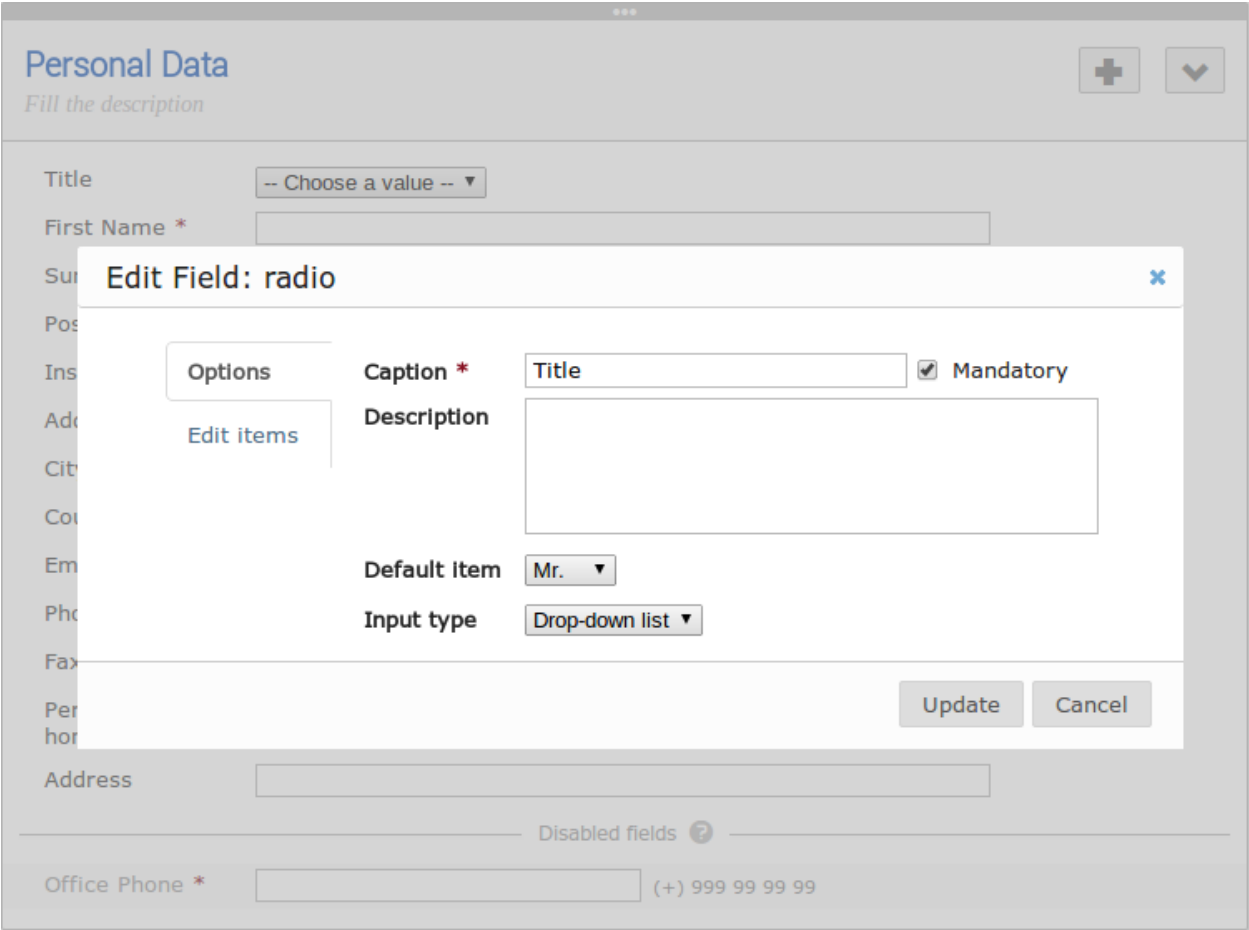 Personal Data
Fill the description
Title
-- Choose a value --
First Name *
Edit Field: radio
Options
Caption *
Title
Mandatory
Edit items
Description
Default item
Mr.
Input type
Drop-down list
Update
Cancel
Address
Disabled fields ?
Office Phone *
(+) 999 99 99 99